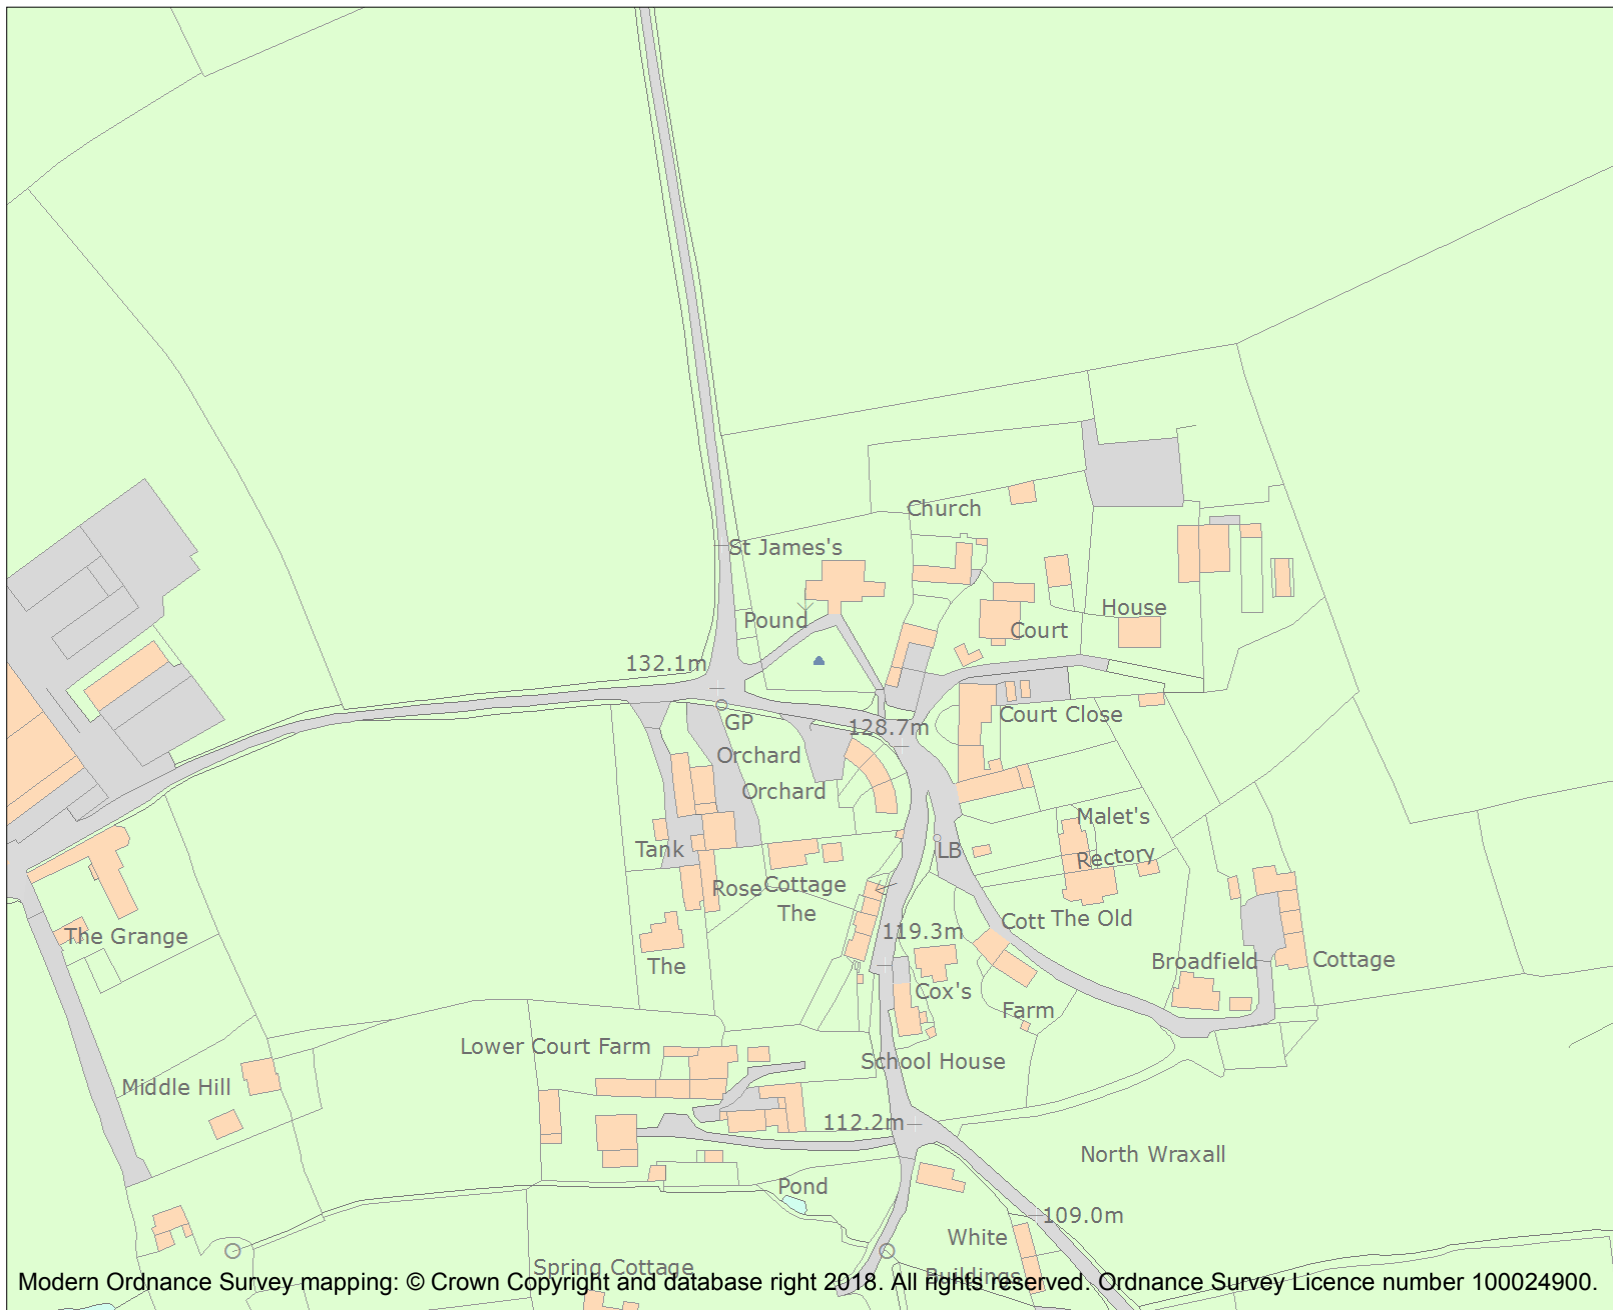 Church
St James's
House
Pound
Court
132.1m
Court Close
GP
128.7m
Orchard
Orchard
Malet's
Tank
LB
Rectory
Rose
Cottage
The
Cott
The Old
119.3m
The Grange
The
Broadfield
Cottage
Cox's
Farm
Lower Court Farm
School House
Middle Hill
112.2m
North Wraxall
Pond
109.0m
White
Spring Cottage
Buildings
Modern Ordnance Survey mapping: © Crown Copyright and database right 2018. All rights reserved. Ordnance Survey Licence number 100024900.